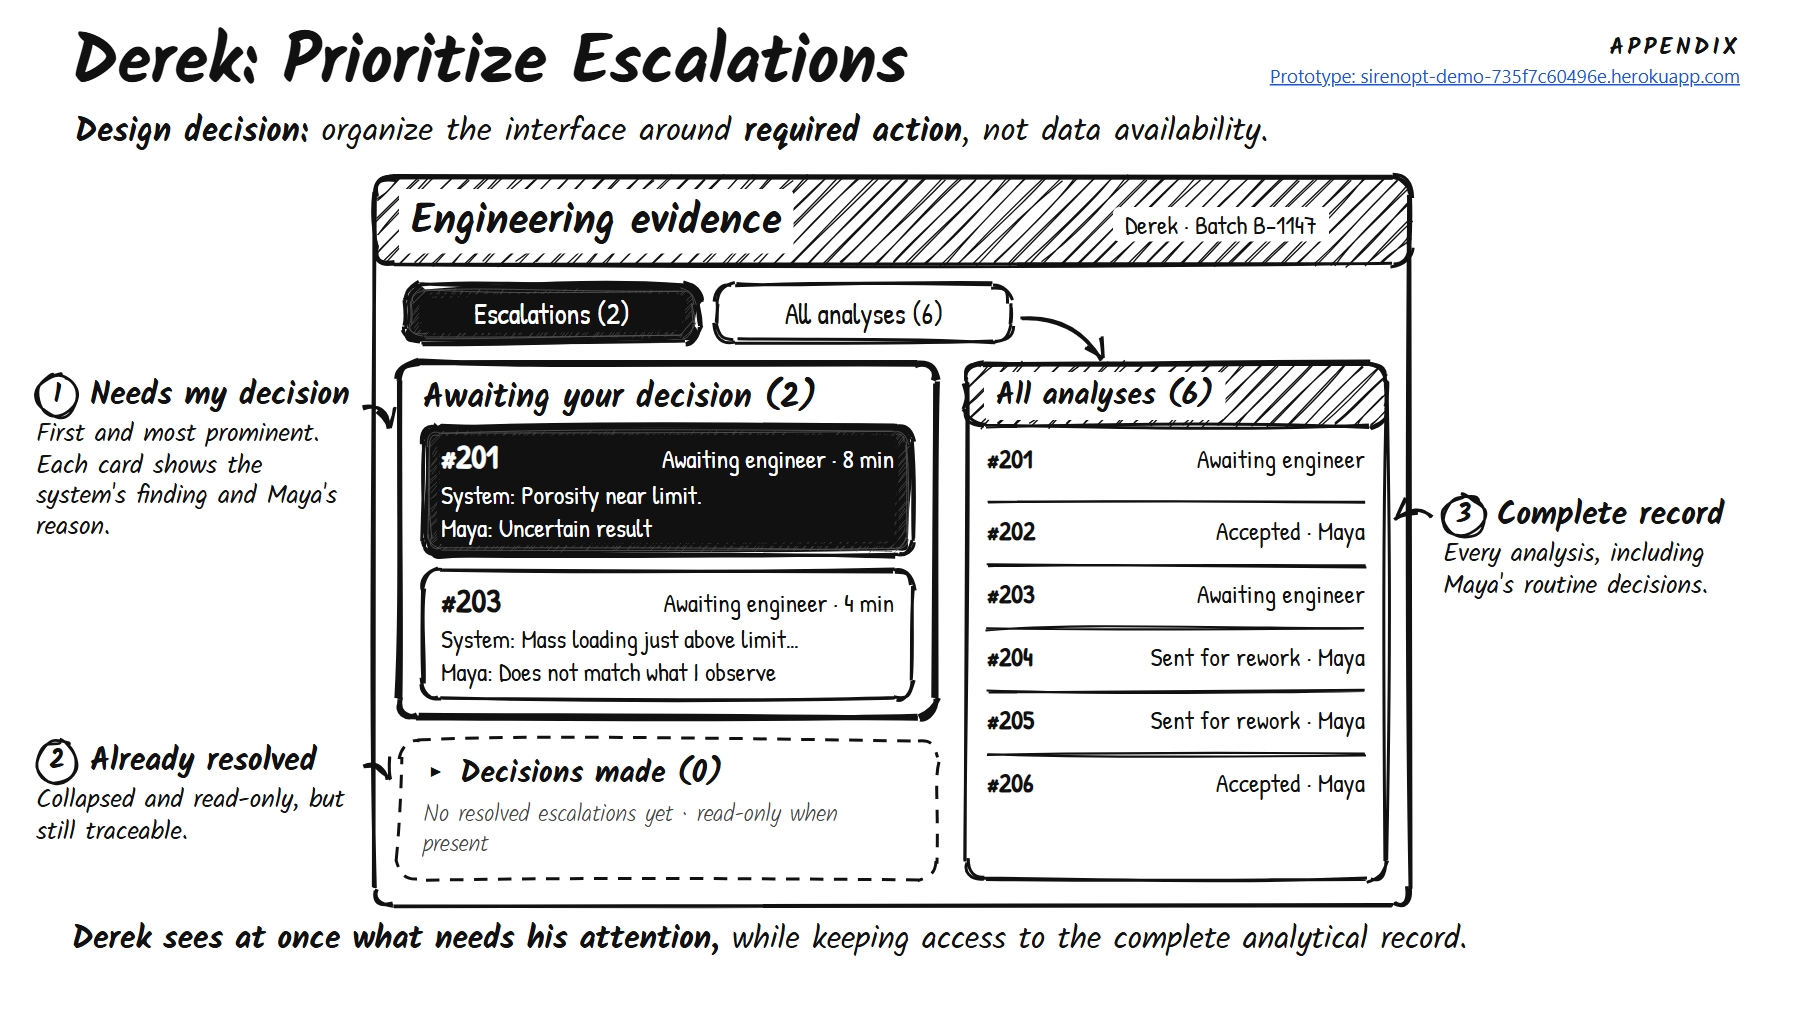 Derek: Prioritize Escalations
APPENDIX
Prototype: sirenopt-demo-735f7c60496e.herokuapp.com
Design decision: organize the interface around required action, not data availability.
Engineering evidence
Derek · Batch B-1147
Escalations (2)
All analyses (6)
1 Needs my decision
First and most prominent.
Each card shows the
system's finding and Maya's
reason.
Awaiting your decision (2)
#201 Awaiting engineer · 8 min
System: Porosity near limit.
Maya: Uncertain result
#203 Awaiting engineer · 4 min
System: Mass loading just above limit...
Maya: Does not match what I observe
2 Already resolved
Collapsed and read-only, but
still traceable.
▸ Decisions made (0)
No resolved escalations yet · read-only when
present
All analyses (6)
#201 Awaiting engineer
#202 Accepted · Maya
#203 Awaiting engineer
#204 Sent for rework · Maya
#205 Sent for rework · Maya
#206 Accepted · Maya
3 Complete record
Every analysis, including
Maya's routine decisions.
Derek sees at once what needs his attention, while keeping access to the complete analytical record.